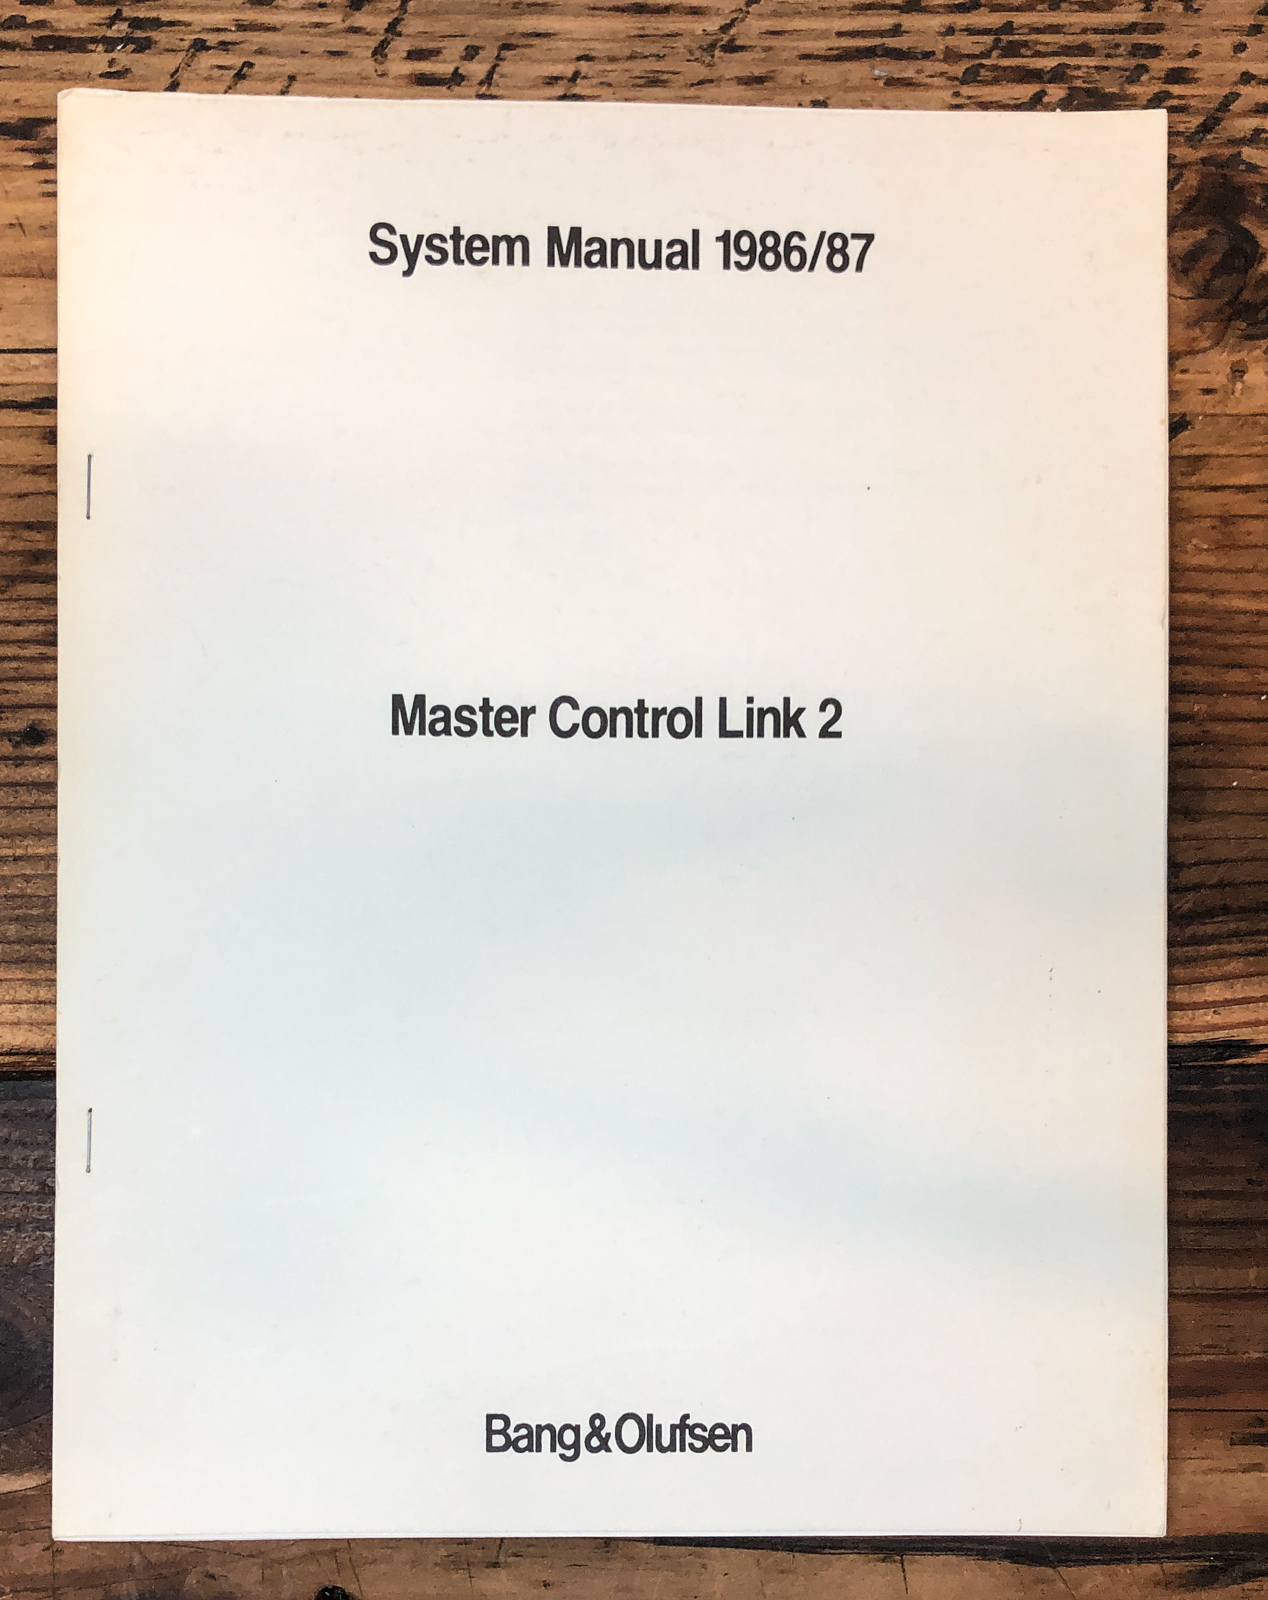 System Manual 1986/87
Master Control Link 2
Bang&Olufsen